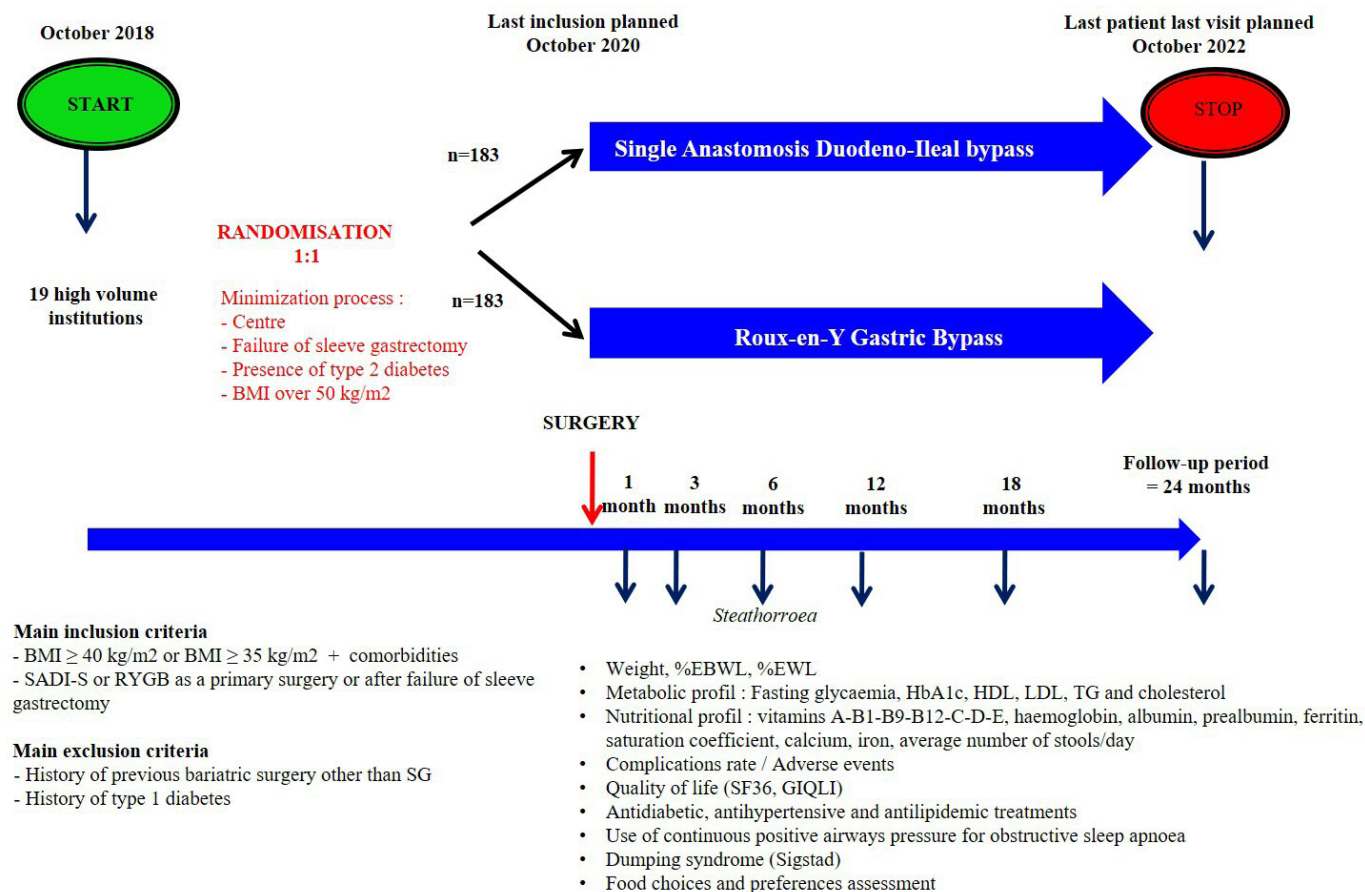 October 2018
Last inclusion planned
October 2020
Last patient last visit planned
October 2022
START
STOP
n=183
Single Anastomosis Duodeno-Ileal bypass
RANDOMISATION
1:1
19 high volume
institutions
Minimization process :
- Centre
- Failure of sleeve gastrectomy
- Presence of type 2 diabetes
- BMI over 50 kg/m2
n=183
Roux-en-Y Gastric Bypass
SURGERY
1
month
3
months
6
months
12
months
18
months
Follow-up period
= 24 months
Steathorroea
Main inclusion criteria
- BMI ≥ 40 kg/m2 or BMI ≥ 35 kg/m2 + comorbidities
- SADI-S or RYGB as a primary surgery or after failure of sleeve
gastrectomy
Main exclusion criteria
- History of previous bariatric surgery other than SG
- History of type 1 diabetes
• Weight, %EBWL, %EWL
• Metabolic profil : Fasting glycaemia, HbA1c, HDL, LDL, TG and cholesterol
• Nutritional profil : vitamins A-B1-B9-B12-C-D-E, haemoglobin, albumin, prealbumin, ferritin,
saturation coefficient, calcium, iron, average number of stools/day
• Complications rate / Adverse events
• Quality of life (SF36, GIQLI)
• Antidiabetic, antihypertensive and antilipidemic treatments
• Use of continuous positive airways pressure for obstructive sleep apnoea
• Dumping syndrome (Sigstad)
• Food choices and preferences assessment